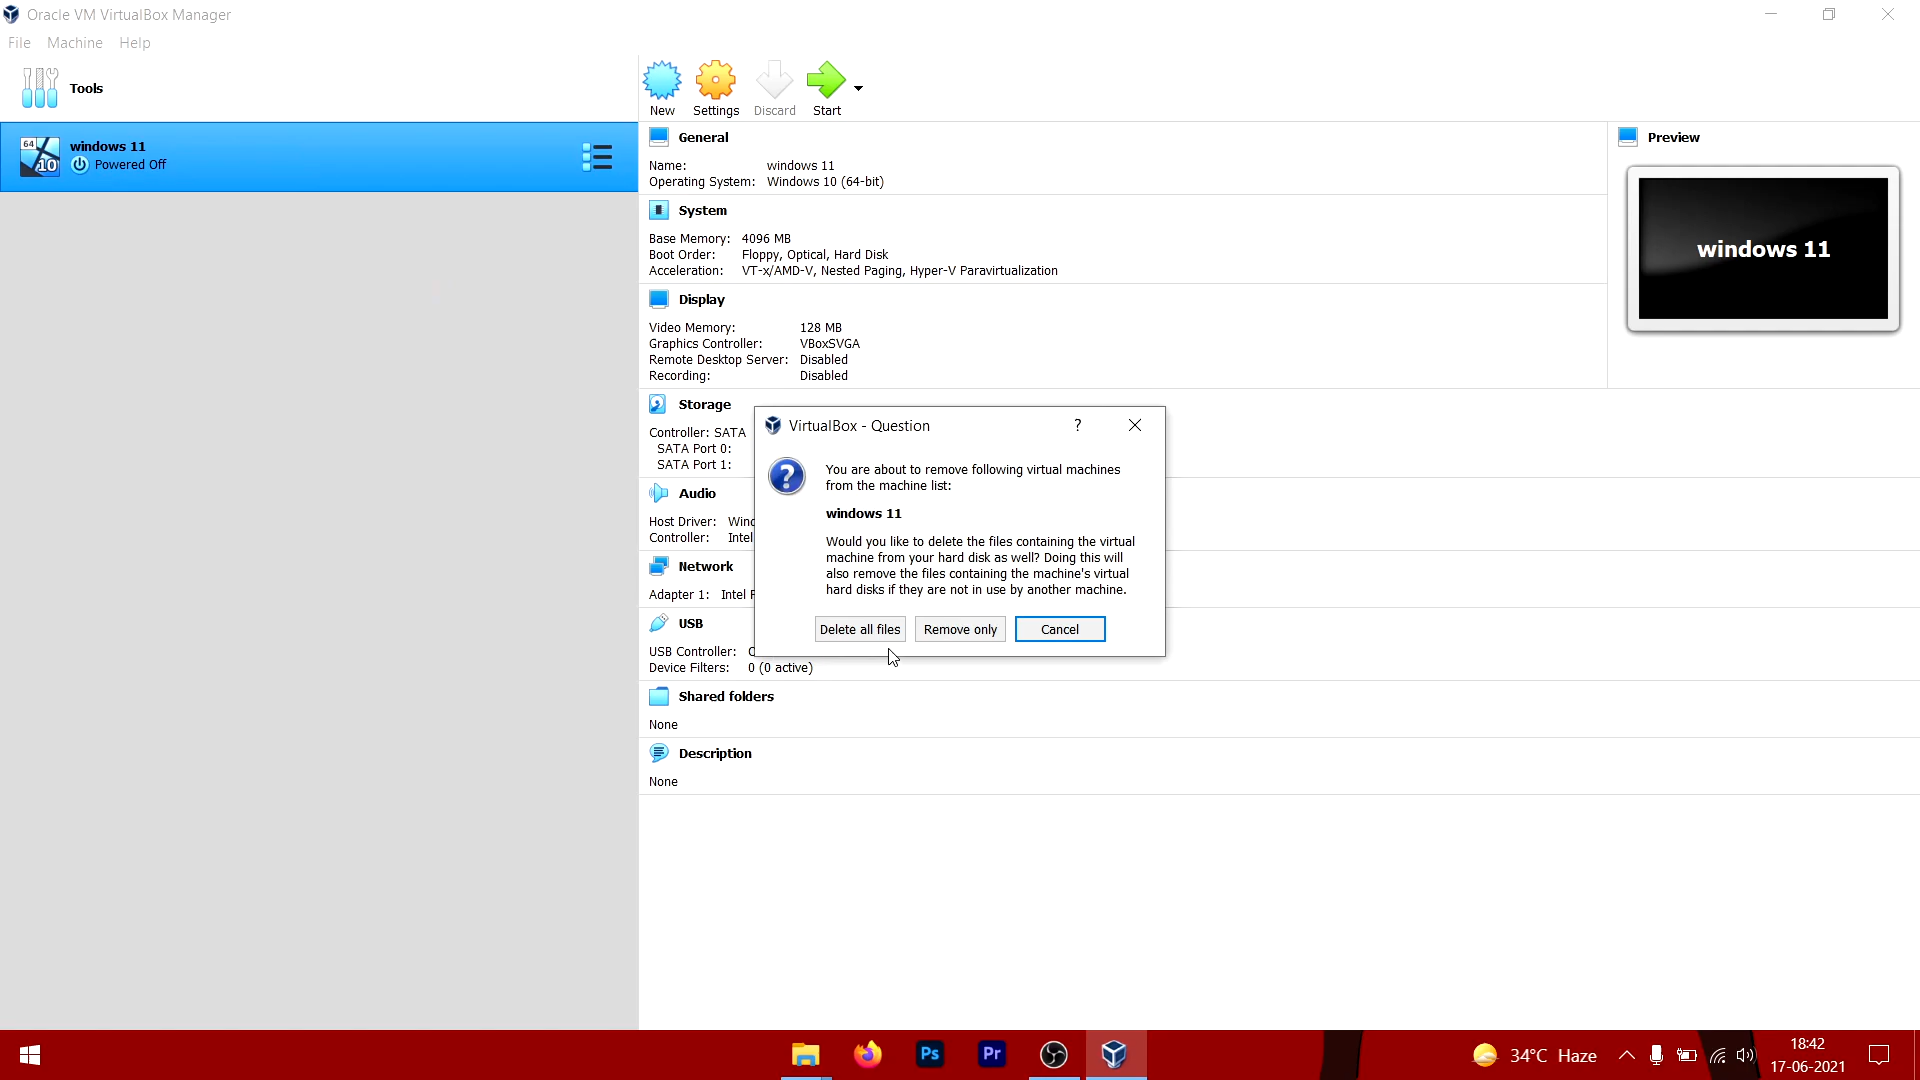 Oracle VM VirtualBox Manager
File Machine Help
Tools
New Settings Discard Start
64
10
windows 11
Powered Off
General
Name: windows 11
Operating System: Windows 10 (64-bit)
System
Base Memory: 4096 MB
Boot Order: Floppy, Optical, Hard Disk
Acceleration: VT-x/AMD-V, Nested Paging, Hyper-V Paravirtualization
Display
Video Memory: 128 MB
Graphics Controller: VBoxSVGA
Remote Desktop Server: Disabled
Recording: Disabled
Preview
windows 11
Storage
Controller: SATA
SATA Port 0:
SATA Port 1:
Audio
Host Driver:
Controller: Intel
Network
Adapter 1: Intel
USB
USB Controller:
Device Filters: 0 (0 active)
Shared folders
None
Description
None
VirtualBox - Question
?
You are about to remove following virtual machines
from the machine list:
windows 11
Would you like to delete the files containing the virtual
machine from your hard disk as well? Doing this will
also remove the files containing the machine's virtual
hard disks if they are not in use by another machine.
Delete all files Remove only Cancel
Ps
Pr
34°C Haze
18:42
17-06-2021